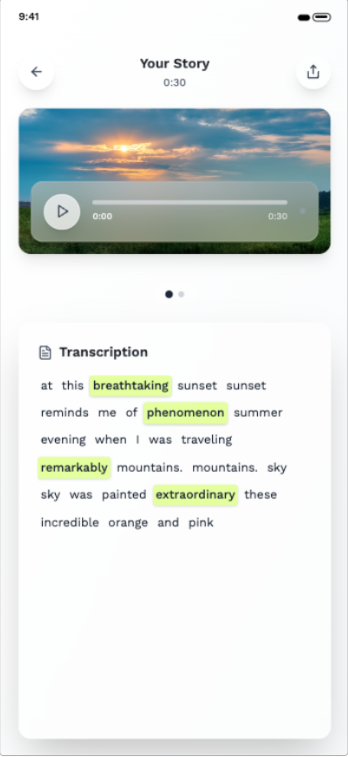 9:41
Your Story
0:30
0:00 0:30
Transcription
at this breathtaking sunset sunset
reminds me of phenomenon summer
evening when I was traveling
remarkably mountains. mountains. sky
sky was painted extraordinary these
incredible orange and pink